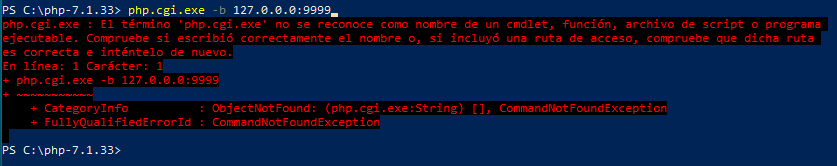 PS C:\php-7.1.33> php.cgi.exe -b 127.0.0.0:9999
php.cgi.exe : El término 'php.cgi.exe' no se reconoce como nombre de un cmdlet, función, archivo de script o programa
ejecutable. Compruebe si escribió correctamente el nombre o, si incluyó una ruta de acceso, compruebe que dicha ruta
es correcta e inténtelo de nuevo.
En línea: 1 Carácter: 1
+ php.cgi.exe -b 127.0.0.0:9999
+ ~~~~~~~~~~~
    + CategoryInfo          : ObjectNotFound: (php.cgi.exe:String) [], CommandNotFoundException
    + FullyQualifiedErrorId : CommandNotFoundException
PS C:\php-7.1.33>